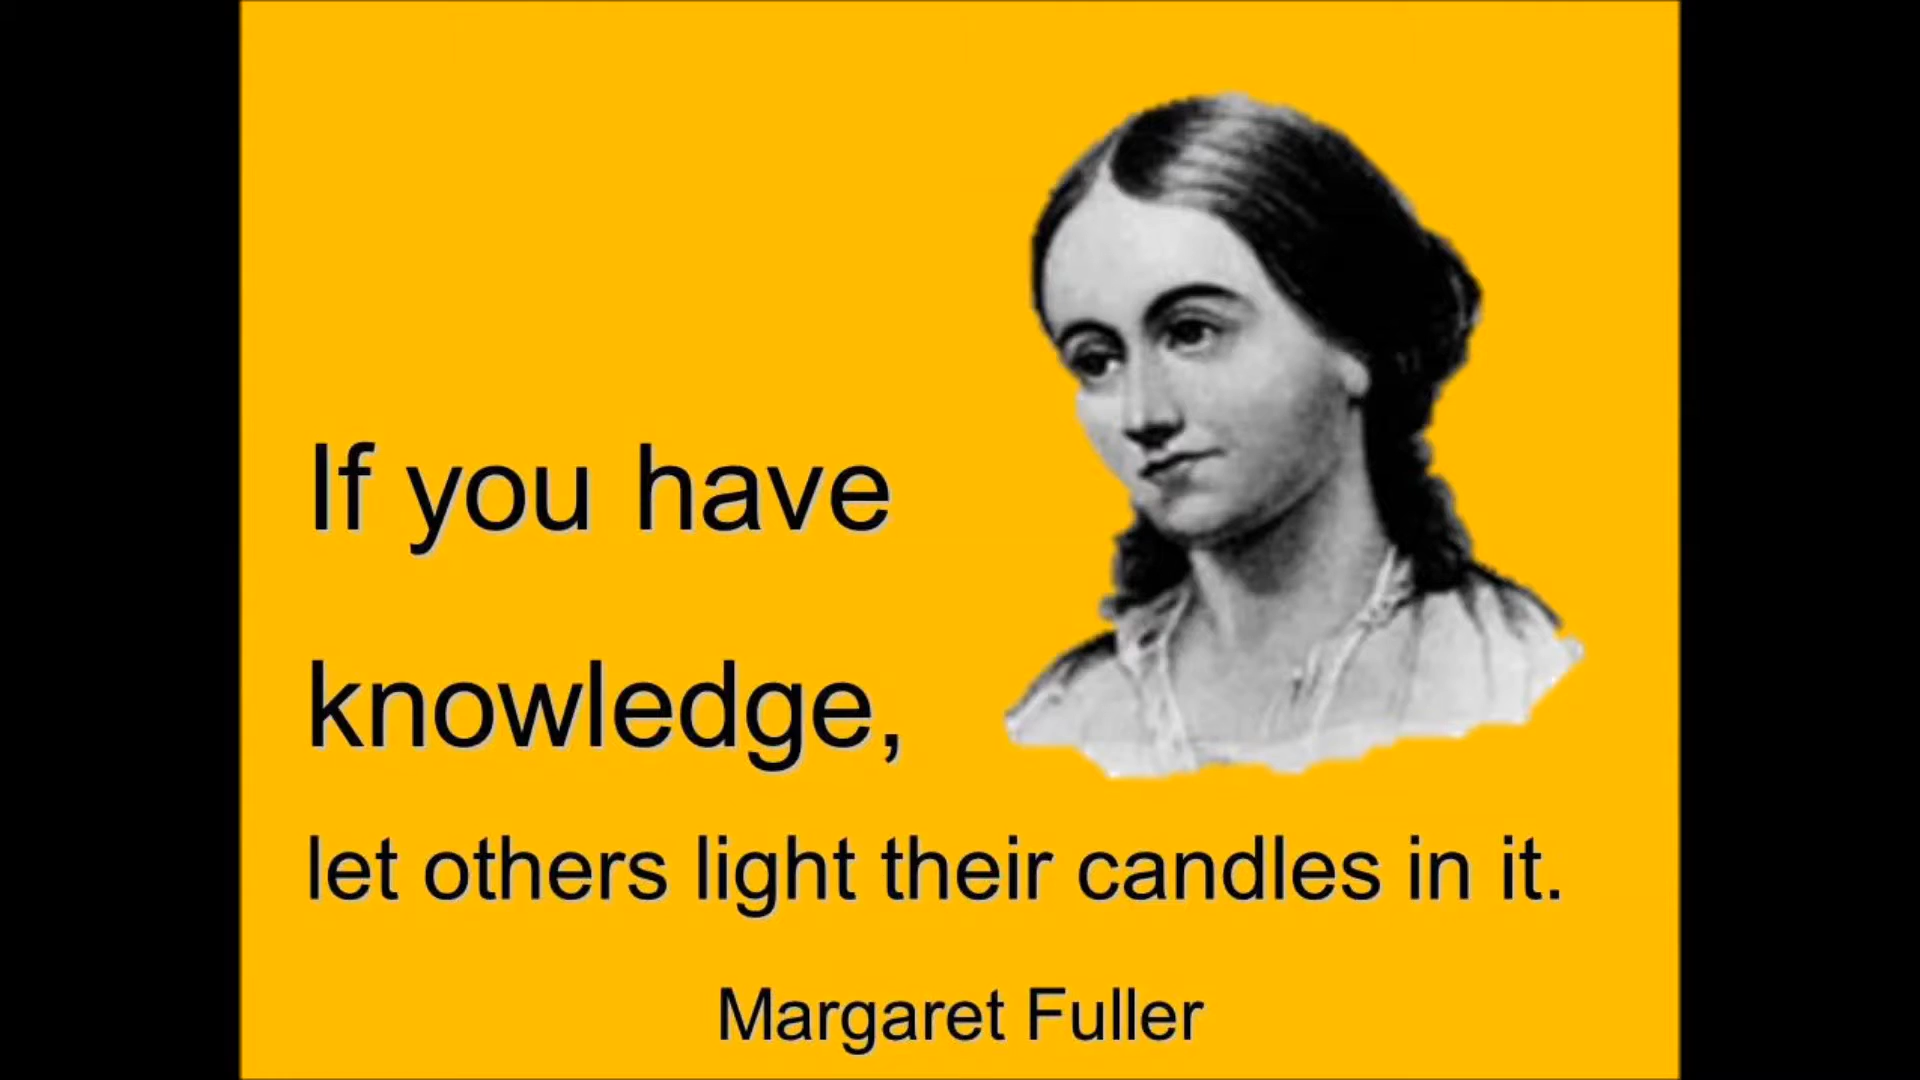 If you have
knowledge,
let others light their candles in it.
Margaret Fuller